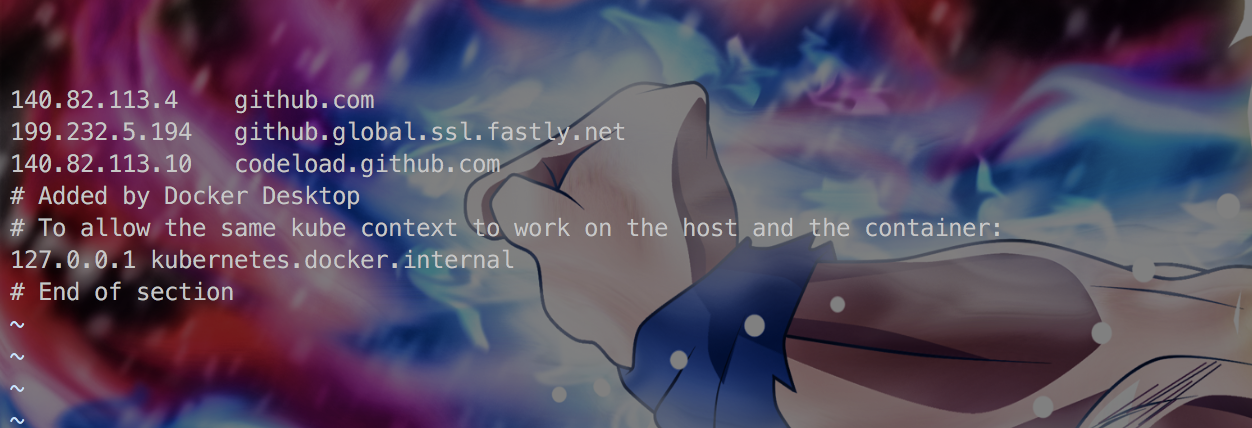 140.82.113.4    github.com
199.232.5.194   github.global.ssl.fastly.net
140.82.113.10   codeload.github.com
# Added by Docker Desktop
# To allow the same kube context to work on the host and the container:
127.0.0.1 kubernetes.docker.internal
# End of section
~
~
~
~